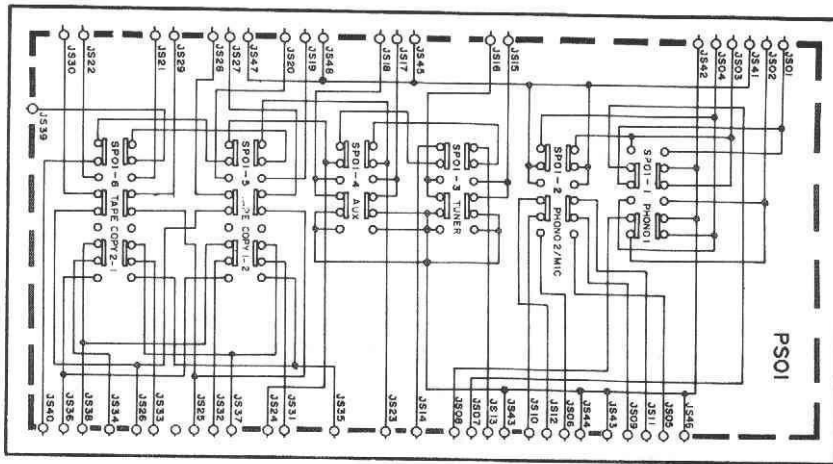 JS30
JS22
JS21
JS29
JS28
JS27
JS47
JS20
JS19
JS48
JS18
JS17
JS45
JS16
JS15
JS42
JS04
JS03
JS41
JS02
JS01
JS39
SP01-6 TAPE COPY 2-1
SP01-5 TAPE COPY 1-2
SP01-4 AUX
SP01-3 TUNER
SP01-2 PHONO 2/MIC
SP01-1 PHONO 1
PS01
JS40
JS36
JS38
JS34
JS26
JS33
JS25
JS32
JS37
JS24
JS31
JS35
JS23
JS14
JS08
JS07
JS13
JS43
JS10
JS12
JS06
JS44
JS43
JS09
JS11
JS05
JS46